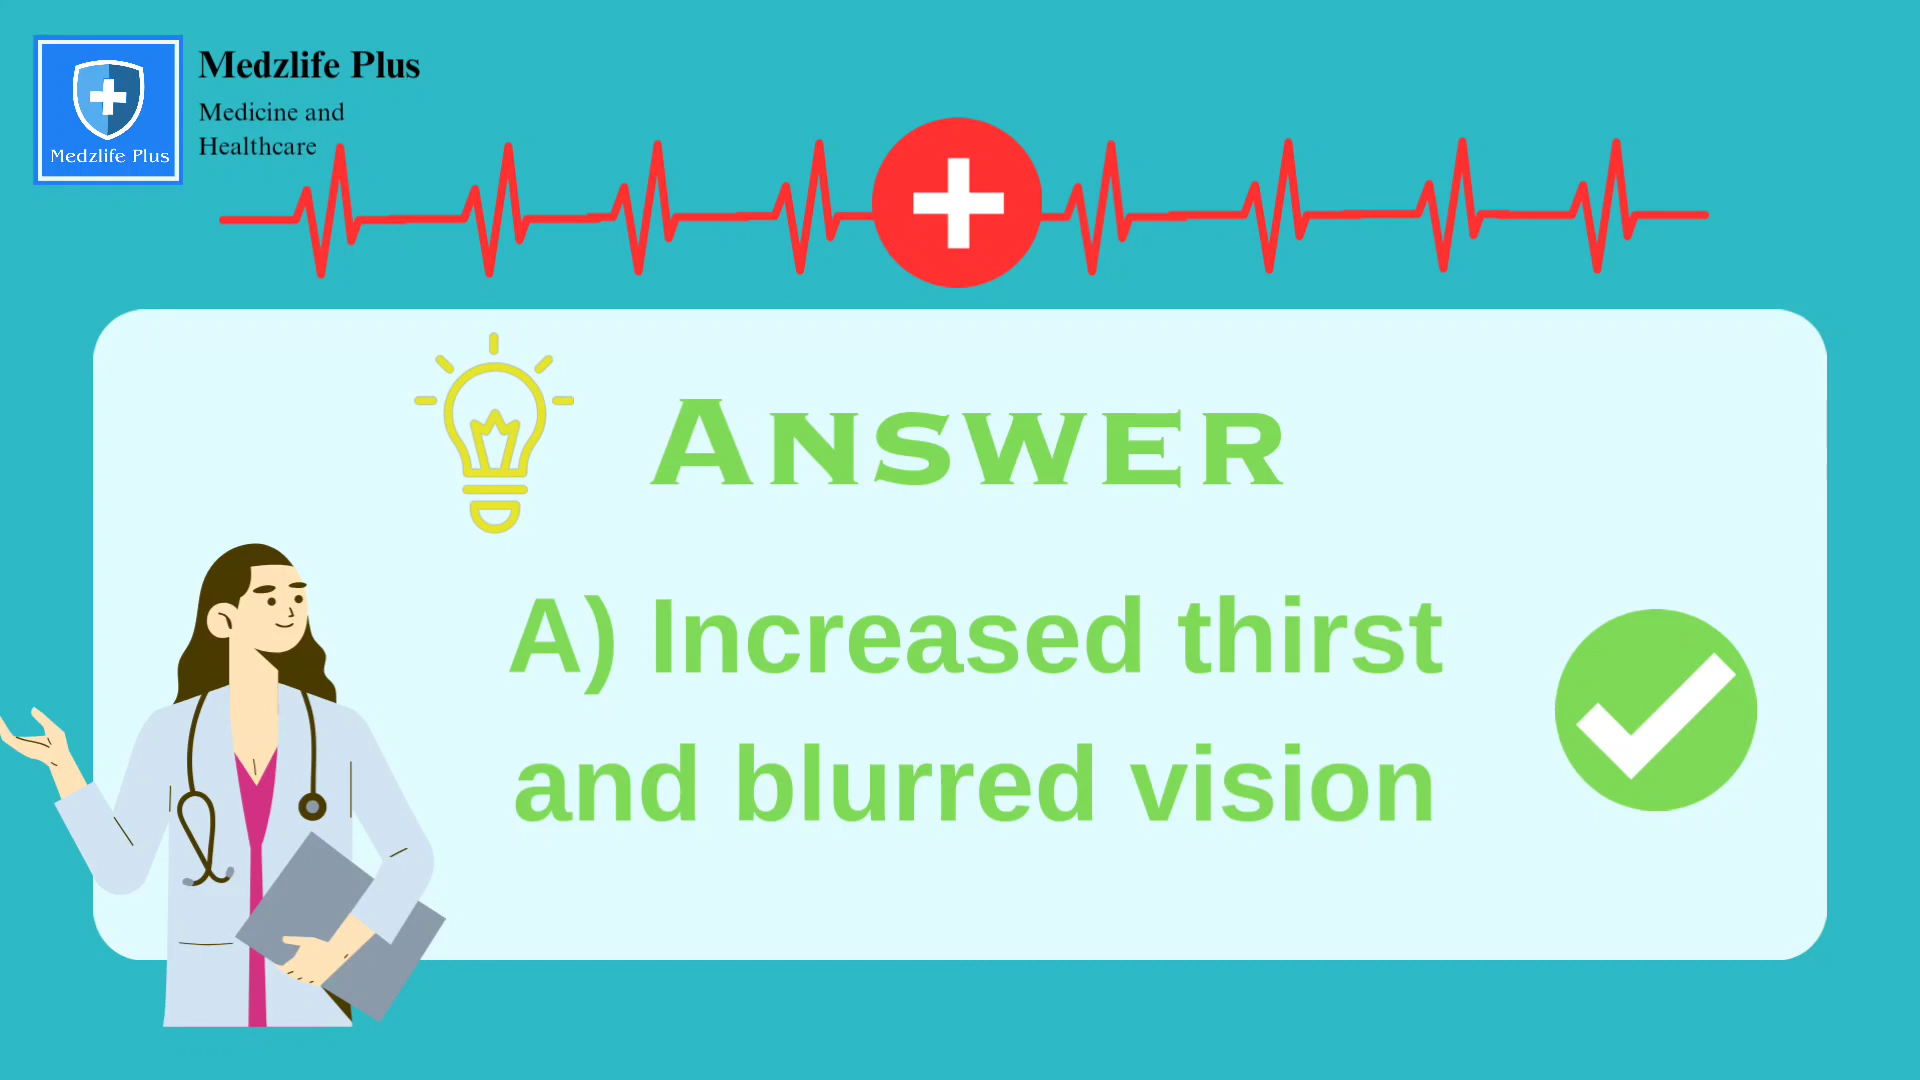 Medzlife Plus
Medicine and
Healthcare
Medzlife Plus
ANSWER
A) Increased thirst
and blurred vision